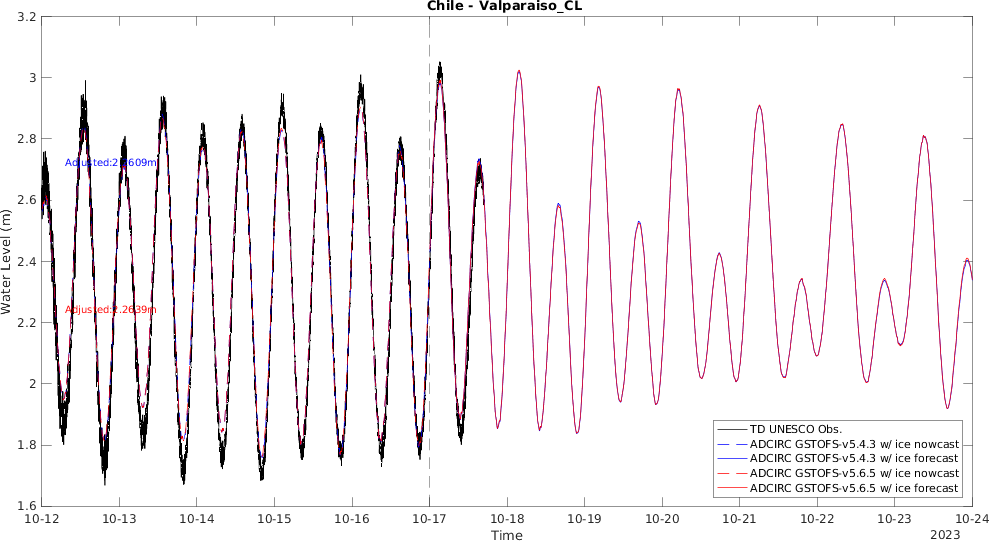 Chile - Valparaiso_CL
3.2
3
2.8
2.6
2.4
2.2
2
1.8
1.6
Water Level (m)
Adjusted:2.2609m
Adjusted:2.2639m
TD UNESCO Obs.
ADCIRC GSTOFS-v5.4.3 w/ ice nowcast
ADCIRC GSTOFS-v5.4.3 w/ ice forecast
ADCIRC GSTOFS-v5.6.5 w/ ice nowcast
ADCIRC GSTOFS-v5.6.5 w/ ice forecast
10-12 10-13 10-14 10-15 10-16 10-17 10-18 10-19 10-20 10-21 10-22 10-23 10-24
Time
2023